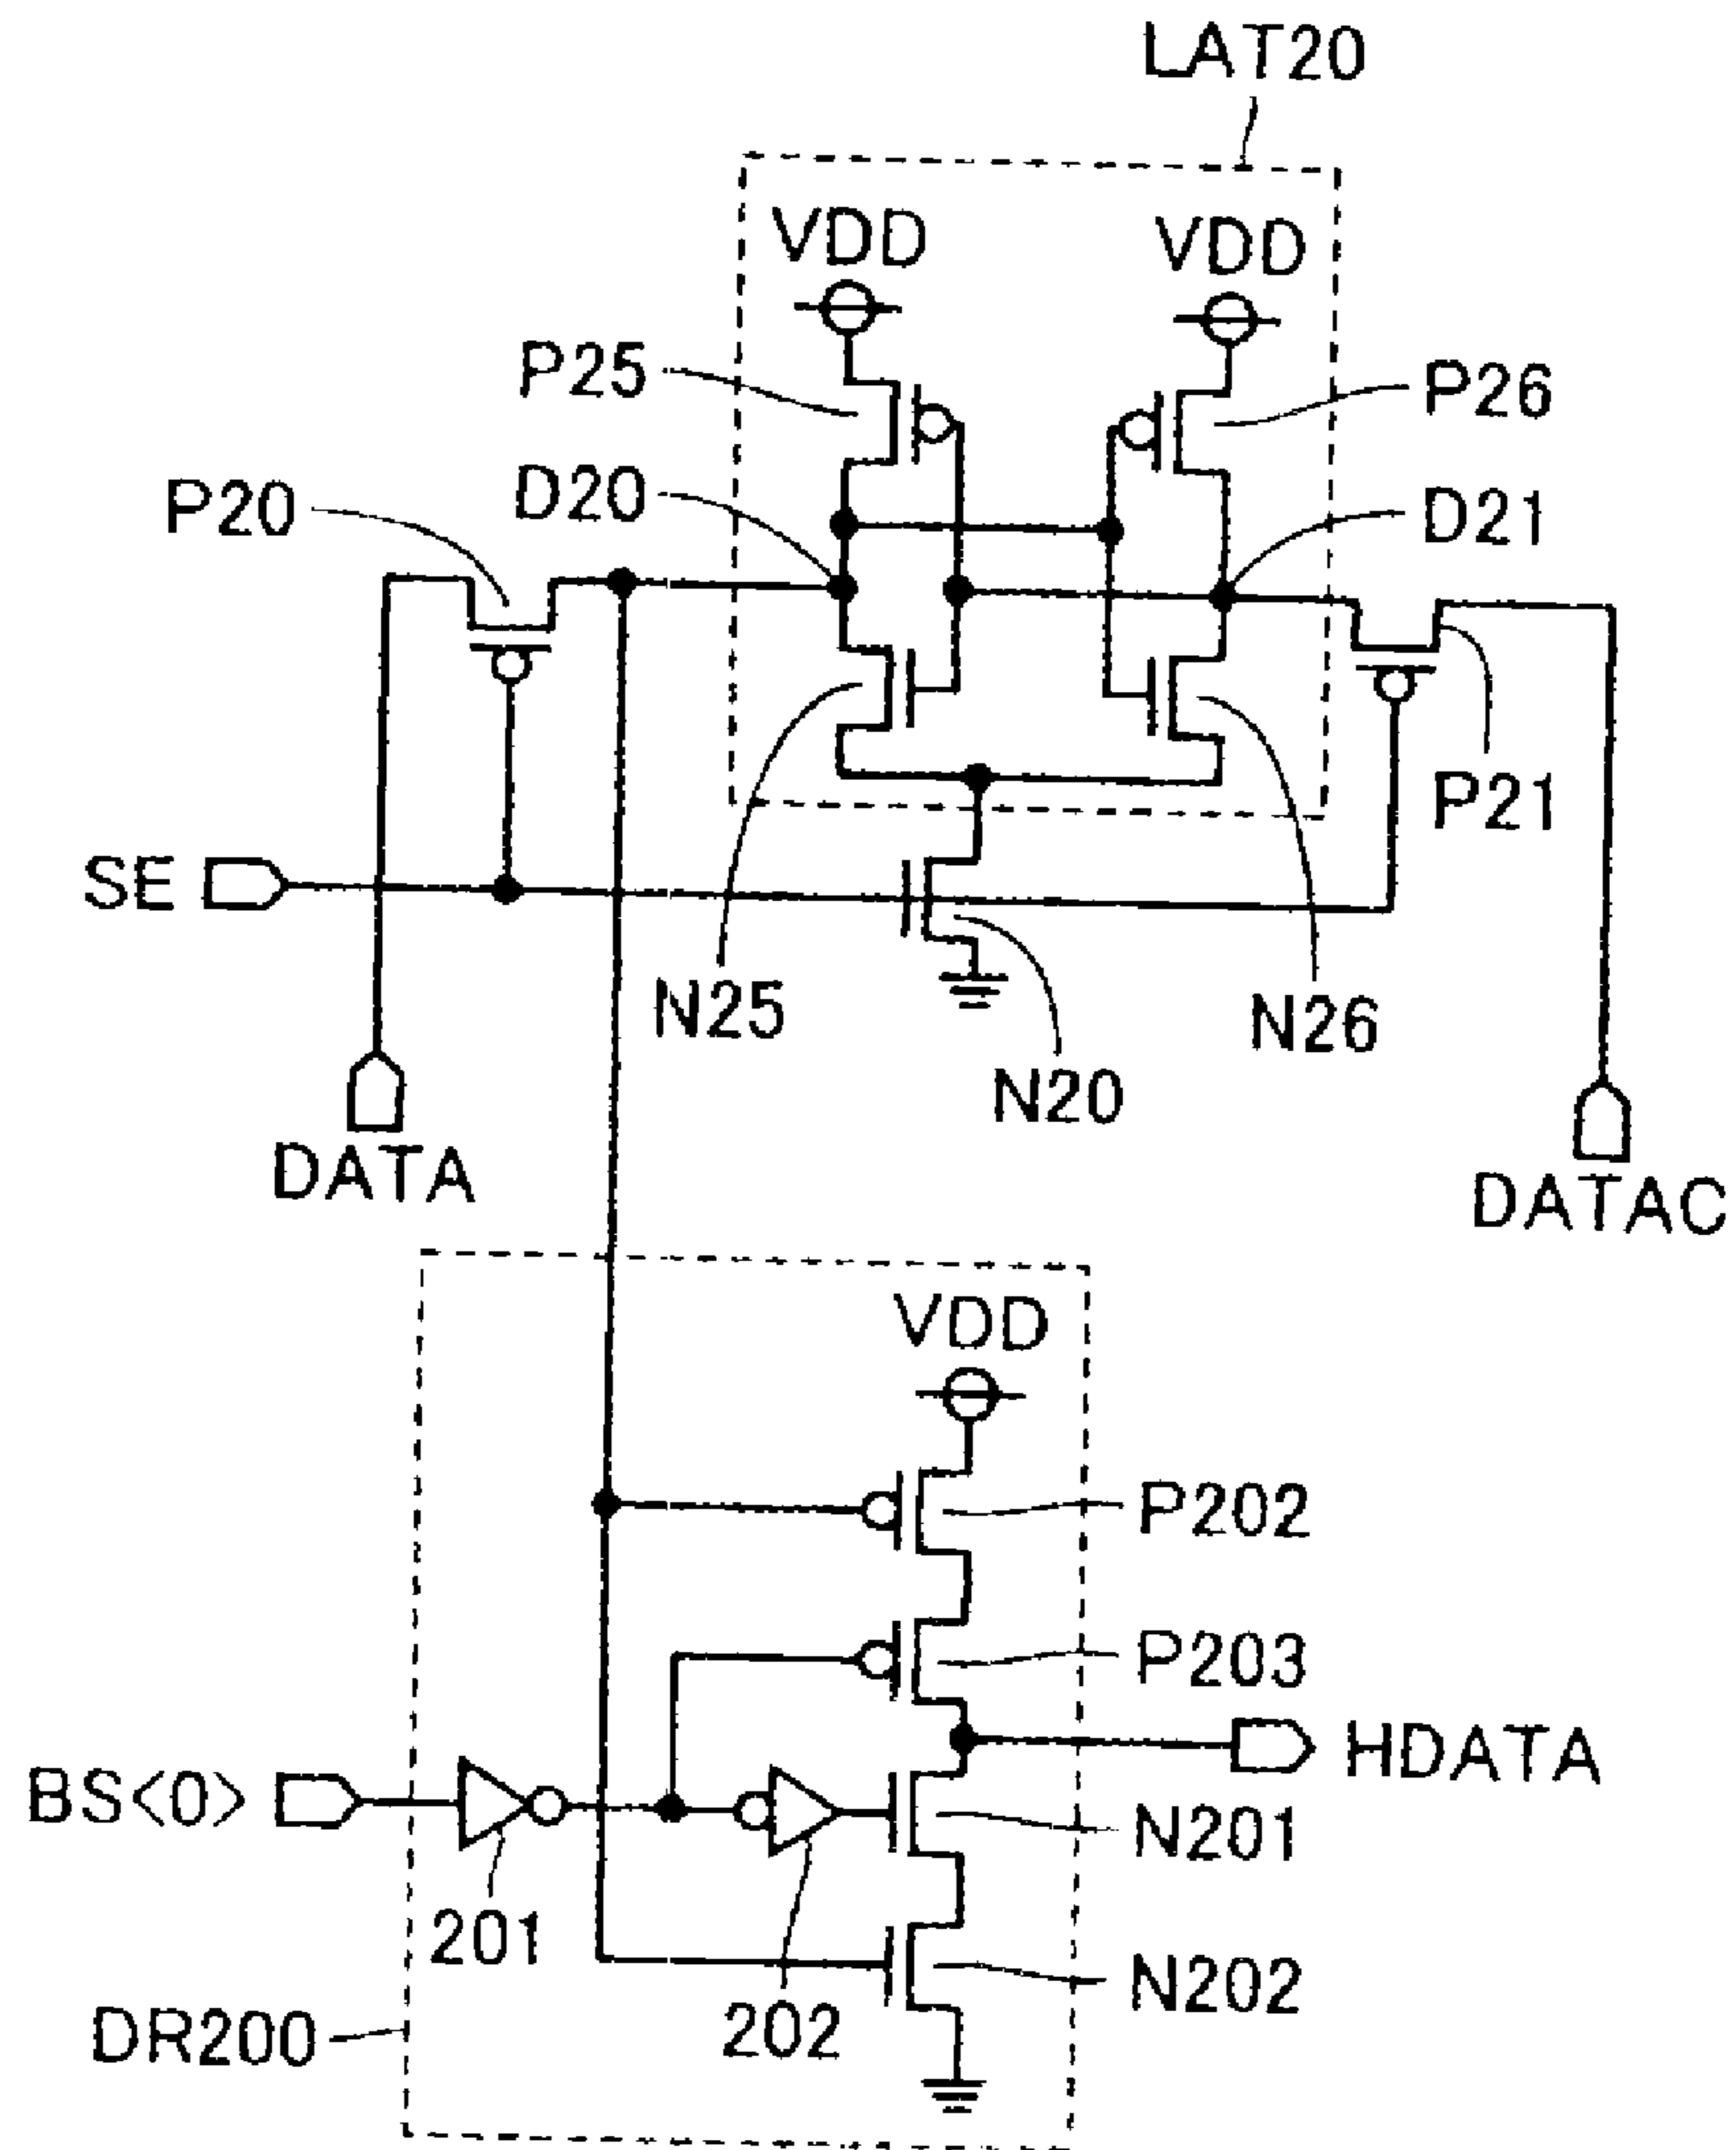 LAT20
VDD
VDD
P25
P26
P20
D20
D21
P21
SE
N25
N26
N20
DATA
DATAC
VDD
P202
P203
HDATA
BS<0>
N201
201
N202
202
DR200